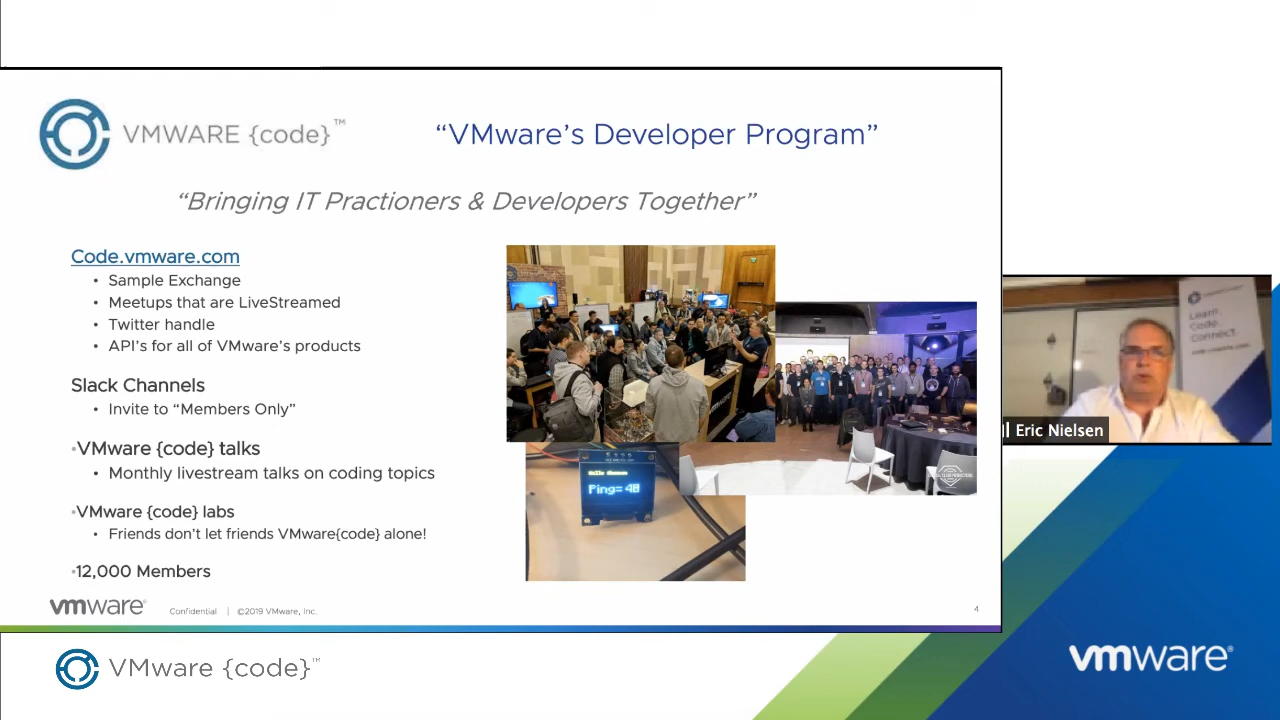 VMWARE {code}™
“VMware’s Developer Program”
“Bringing IT Practioners & Developers Together”
Code.vmware.com
• Sample Exchange
• Meetups that are LiveStreamed
• Twitter handle
• API’s for all of VMware’s products
Slack Channels
• Invite to “Members Only”
•VMware {code} talks
• Monthly livestream talks on coding topics
•VMware {code} labs
• Friends don’t let friends VMware{code} alone!
•12,000 Members
Ping= 48
vmware®
Confidential | ©2019 VMware, Inc.
4
Learn.
Code.
Connect.
Eric Nielsen
VMware {code}™
vmware®